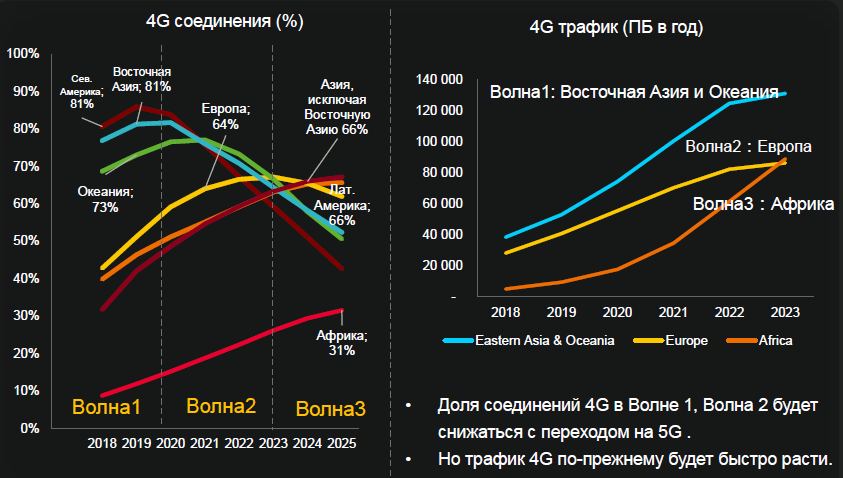 4G соединения (%)
100%
90%
80%
70%
60%
50%
40%
30%
20%
10%
0%
Сев.
Америка;
81%
Восточная
Азия; 81%
Европа;
64%
Азия,
исключая
Восточную
Азию 66%
Океания;
73%
Лат.
Америка;
66%
Африка;
31%
Волна1
Волна2
Волна3
2018 2019 2020 2021 2022 2023 2024 2025
4G трафик (ПБ в год)
140 000
120 000
100 000
80 000
60 000
40 000
20 000
-
Волна1: Восточная Азия и Океания
Волна2：Европа
Волна3：Африка
2018 2019 2020 2021 2022 2023
Eastern Asia & Oceania Europe Africa
• Доля соединений 4G в Волне 1, Волна 2 будет
снижаться с переходом на 5G .
• Но трафик 4G по-прежнему будет быстро расти.